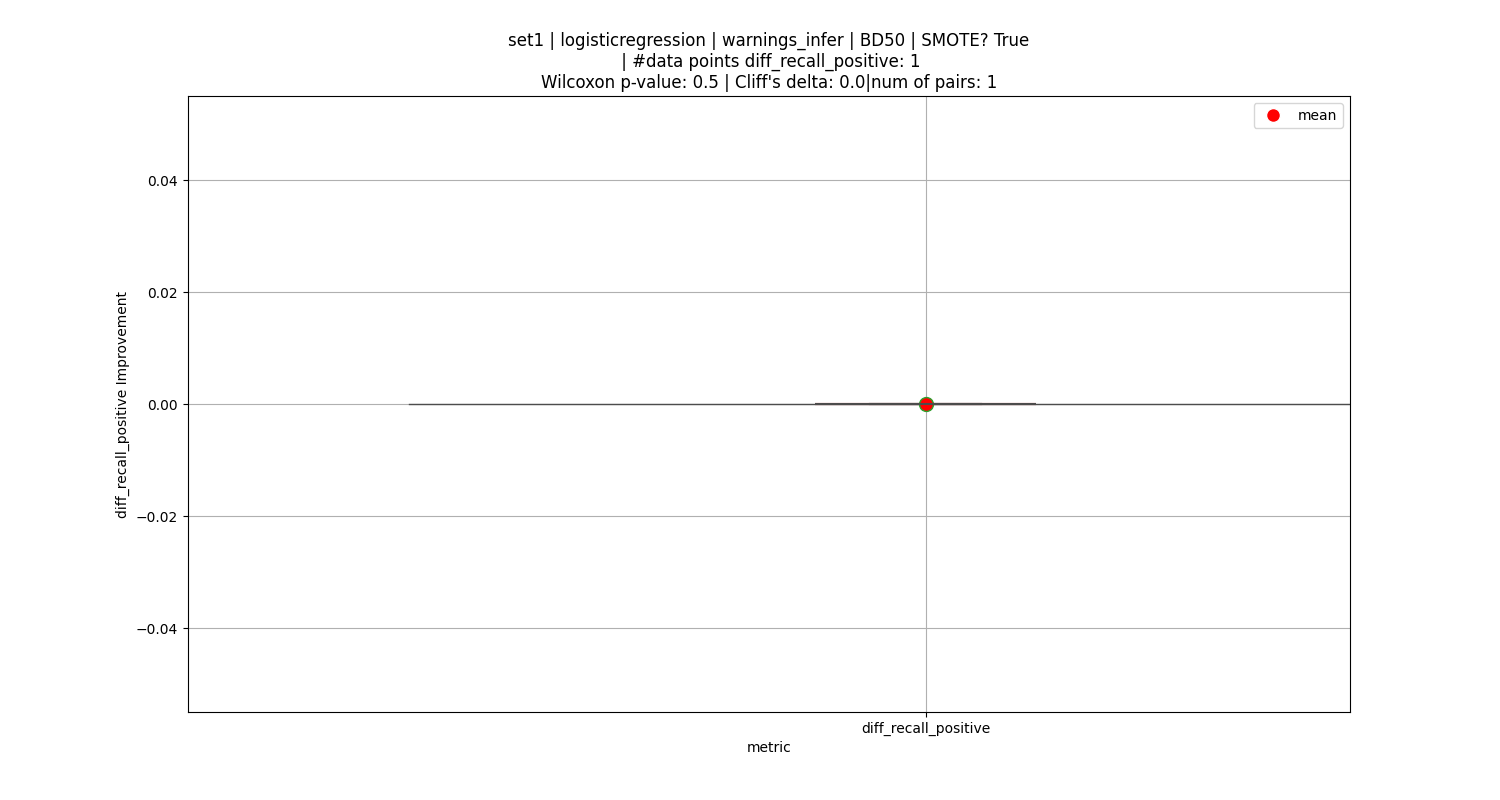 set1 | logisticregression | warnings_infer | BD50 | SMOTE? True
| #data points diff_recall_positive: 1
Wilcoxon p-value: 0.5 | Cliff's delta: 0.0|num of pairs: 1
mean
0.04
0.02
0.00
−0.02
−0.04
diff_recall_positive Improvement
diff_recall_positive
metric